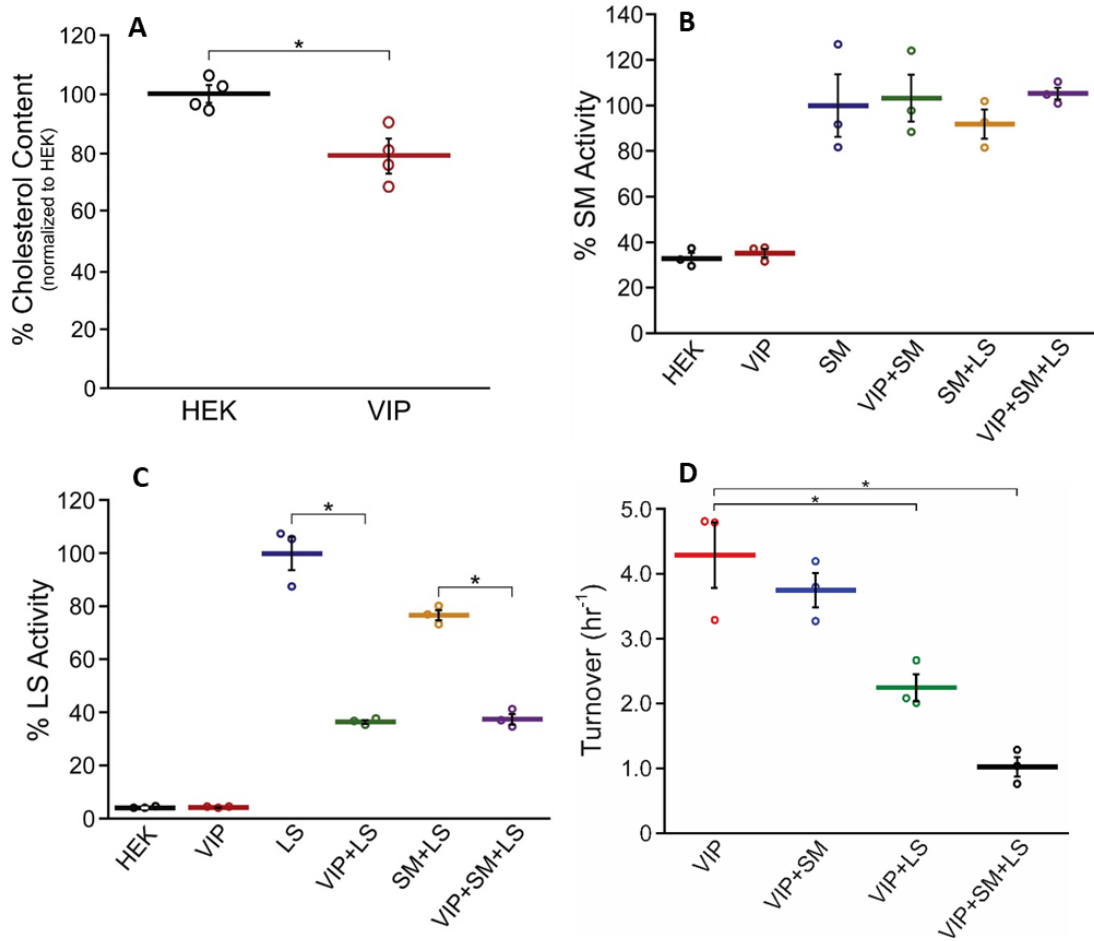 A
% Cholesterol Content
(normalized to HEK)
120
100
80
60
40
20
0
*
HEK
VIP
B
% SM Activity
140
120
100
80
60
40
20
0
HEK
VIP
SM
VIP+SM
SM+LS
VIP+SM+LS
C
% LS Activity
120
100
80
60
40
20
0
*
*
HEK
VIP
LS
VIP+LS
SM+LS
VIP+SM+LS
D
Turnover (hr⁻¹)
5.0
4.0
3.0
2.0
1.0
0
*
*
VIP
VIP+SM
VIP+LS
VIP+SM+LS